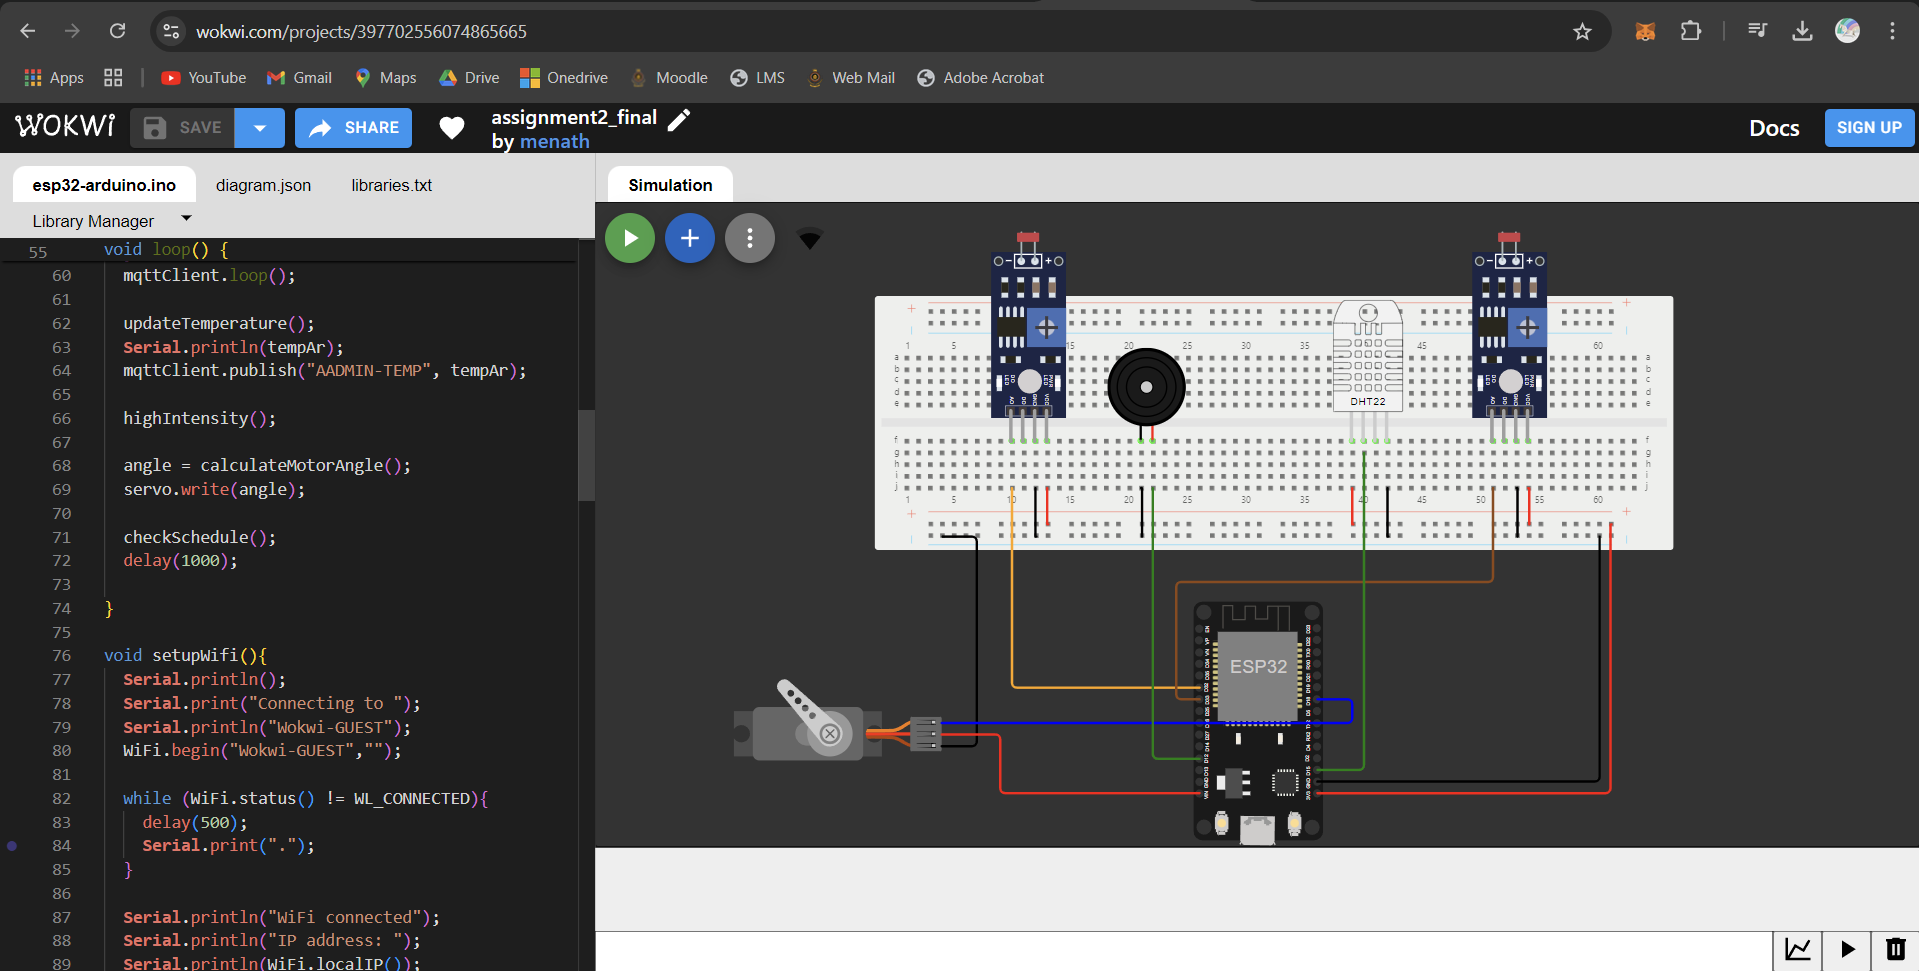 wokwi.com/projects/397702556074865665
Apps YouTube Gmail Maps Drive Onedrive Moodle LMS Web Mail Adobe Acrobat
WOKWi SAVE SHARE assignment2_final
by menath
Docs SIGN UP
esp32-arduino.ino diagram.json libraries.txt
Library Manager
Simulation
55 void loop() {
60 mqttClient.loop();
61
62 updateTemperature();
63 Serial.println(tempAr);
64 mqttClient.publish("AADMIN-TEMP", tempAr);
65
66 highIntensity();
67
68 angle = calculateMotorAngle();
69 servo.write(angle);
70
71 checkSchedule();
72 delay(1000);
73
74 }
75
76 void setupWifi(){
77 Serial.println();
78 Serial.print("Connecting to ");
79 Serial.println("Wokwi-GUEST");
80 WiFi.begin("Wokwi-GUEST","");
81
82 while (WiFi.status() != WL_CONNECTED){
83 delay(500);
84 Serial.print(".");
85 }
86
87 Serial.println("WiFi connected");
88 Serial.println("IP address: ");
89 Serial.println(WiFi.localIP());
DHT22
ESP32